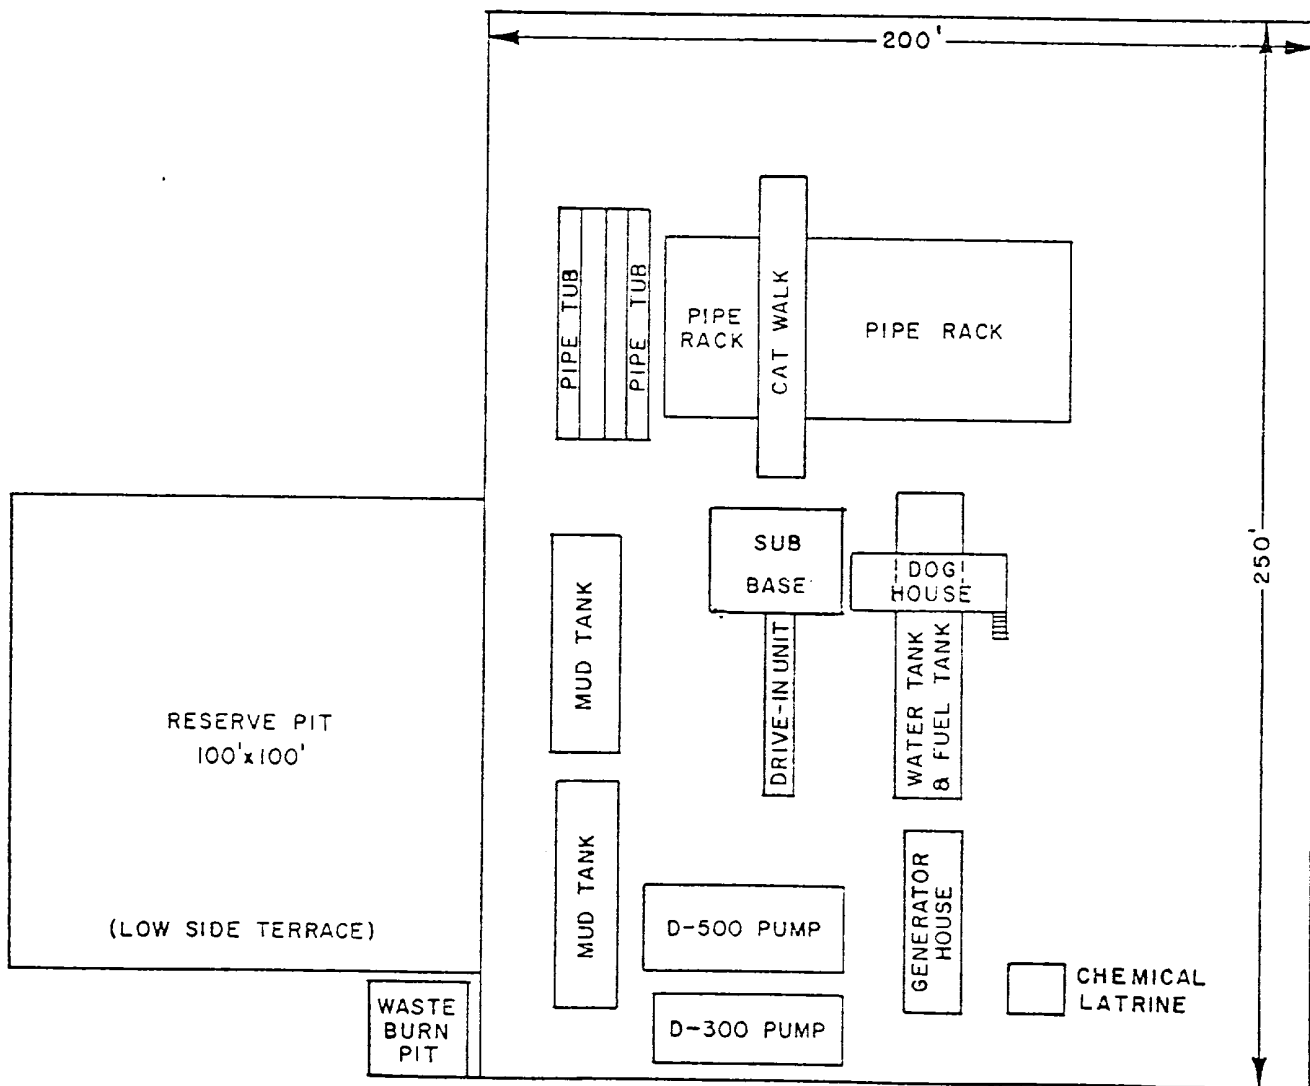 200'
250'
PIPE TUB
PIPE TUB
PIPE
RACK
CAT WALK
PIPE RACK
SUB
BASE
DOG
HOUSE
MUD TANK
DRIVE-IN UNIT
WATER TANK
& FUEL TANK
RESERVE PIT
100'x100'
(LOW SIDE TERRACE)
MUD TANK
D-500 PUMP
GENERATOR
HOUSE
CHEMICAL
LATRINE
WASTE
BURN
PIT
D-300 PUMP